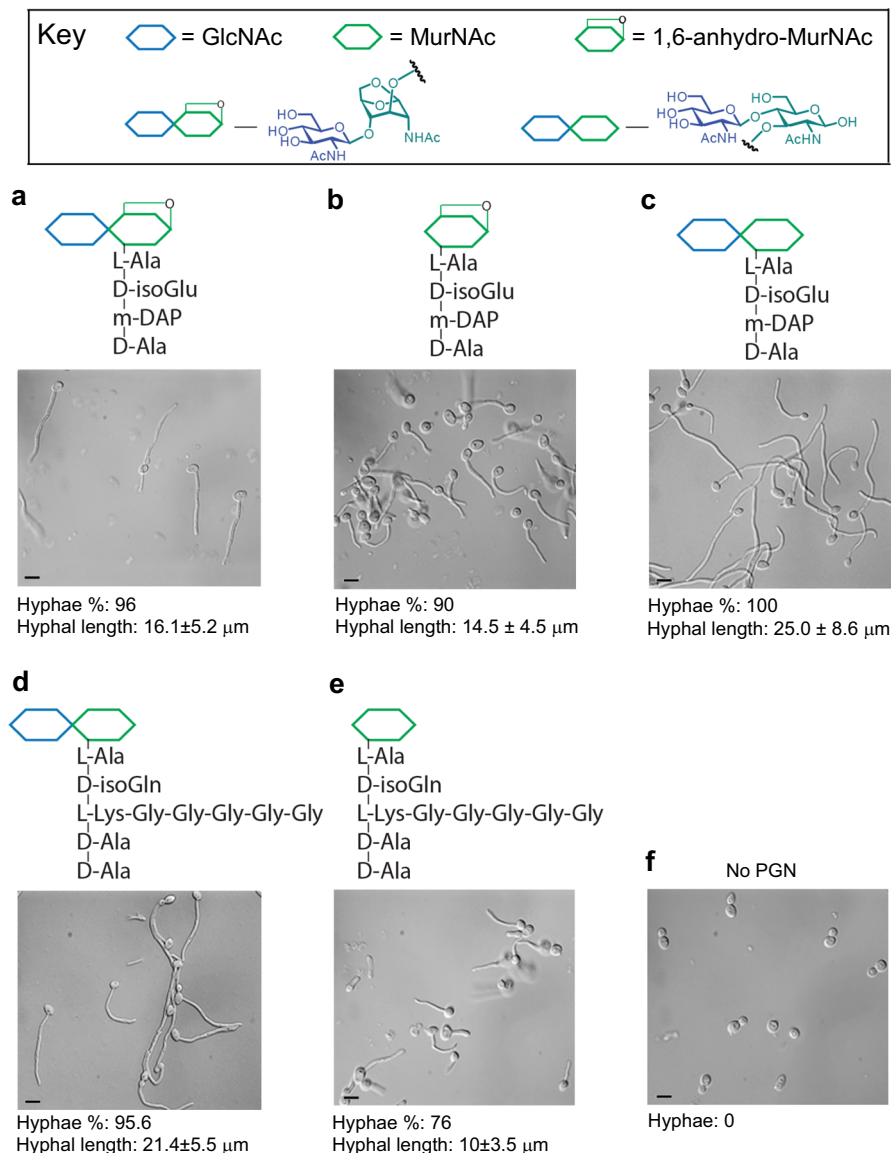 Key
= GlcNAc
= MurNAc
O
= 1,6-anhydro-MurNAc
O
HO
HO
HO
O
O
AcNH
O
O
O
NHAc
HO
HO
HO
O
O
AcNH
HO
O
O
AcNH
OH
a
O
L-Ala
D-isoGlu
m-DAP
D-Ala
Hyphae %: 96
Hyphal length: 16.1±5.2 μm
b
O
L-Ala
D-isoGlu
m-DAP
D-Ala
Hyphae %: 90
Hyphal length: 14.5 ± 4.5 μm
c
L-Ala
D-isoGlu
m-DAP
D-Ala
Hyphae %: 100
Hyphal length: 25.0 ± 8.6 μm
d
L-Ala
D-isoGln
L-Lys-Gly-Gly-Gly-Gly-Gly
D-Ala
D-Ala
Hyphae %: 95.6
Hyphal length: 21.4±5.5 μm
e
L-Ala
D-isoGln
L-Lys-Gly-Gly-Gly-Gly-Gly
D-Ala
D-Ala
Hyphae %: 76
Hyphal length: 10±3.5 μm
f
No PGN
Hyphae: 0